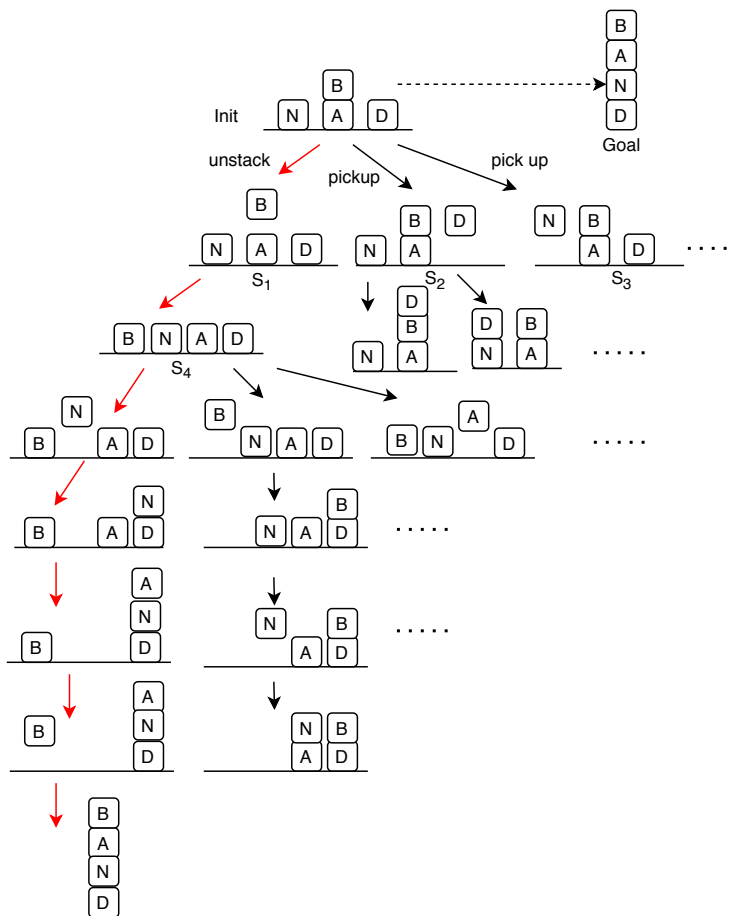 B
A
N
D
Goal
B
Init
N A D
unstack
pickup
pick up
B
N A D
S1
B D
N A
S2
N B
A D
S3
. . . .
B N A D
S4
D
B
N A
D B
N A
. . . . .
N
B A D
B
N A D
A
B N D
. . . . .
N
B A D
B
N A D
. . . . .
A
N
B D
N B
A D
. . . . .
A
B N
D
N B
A D
B
A
N
D